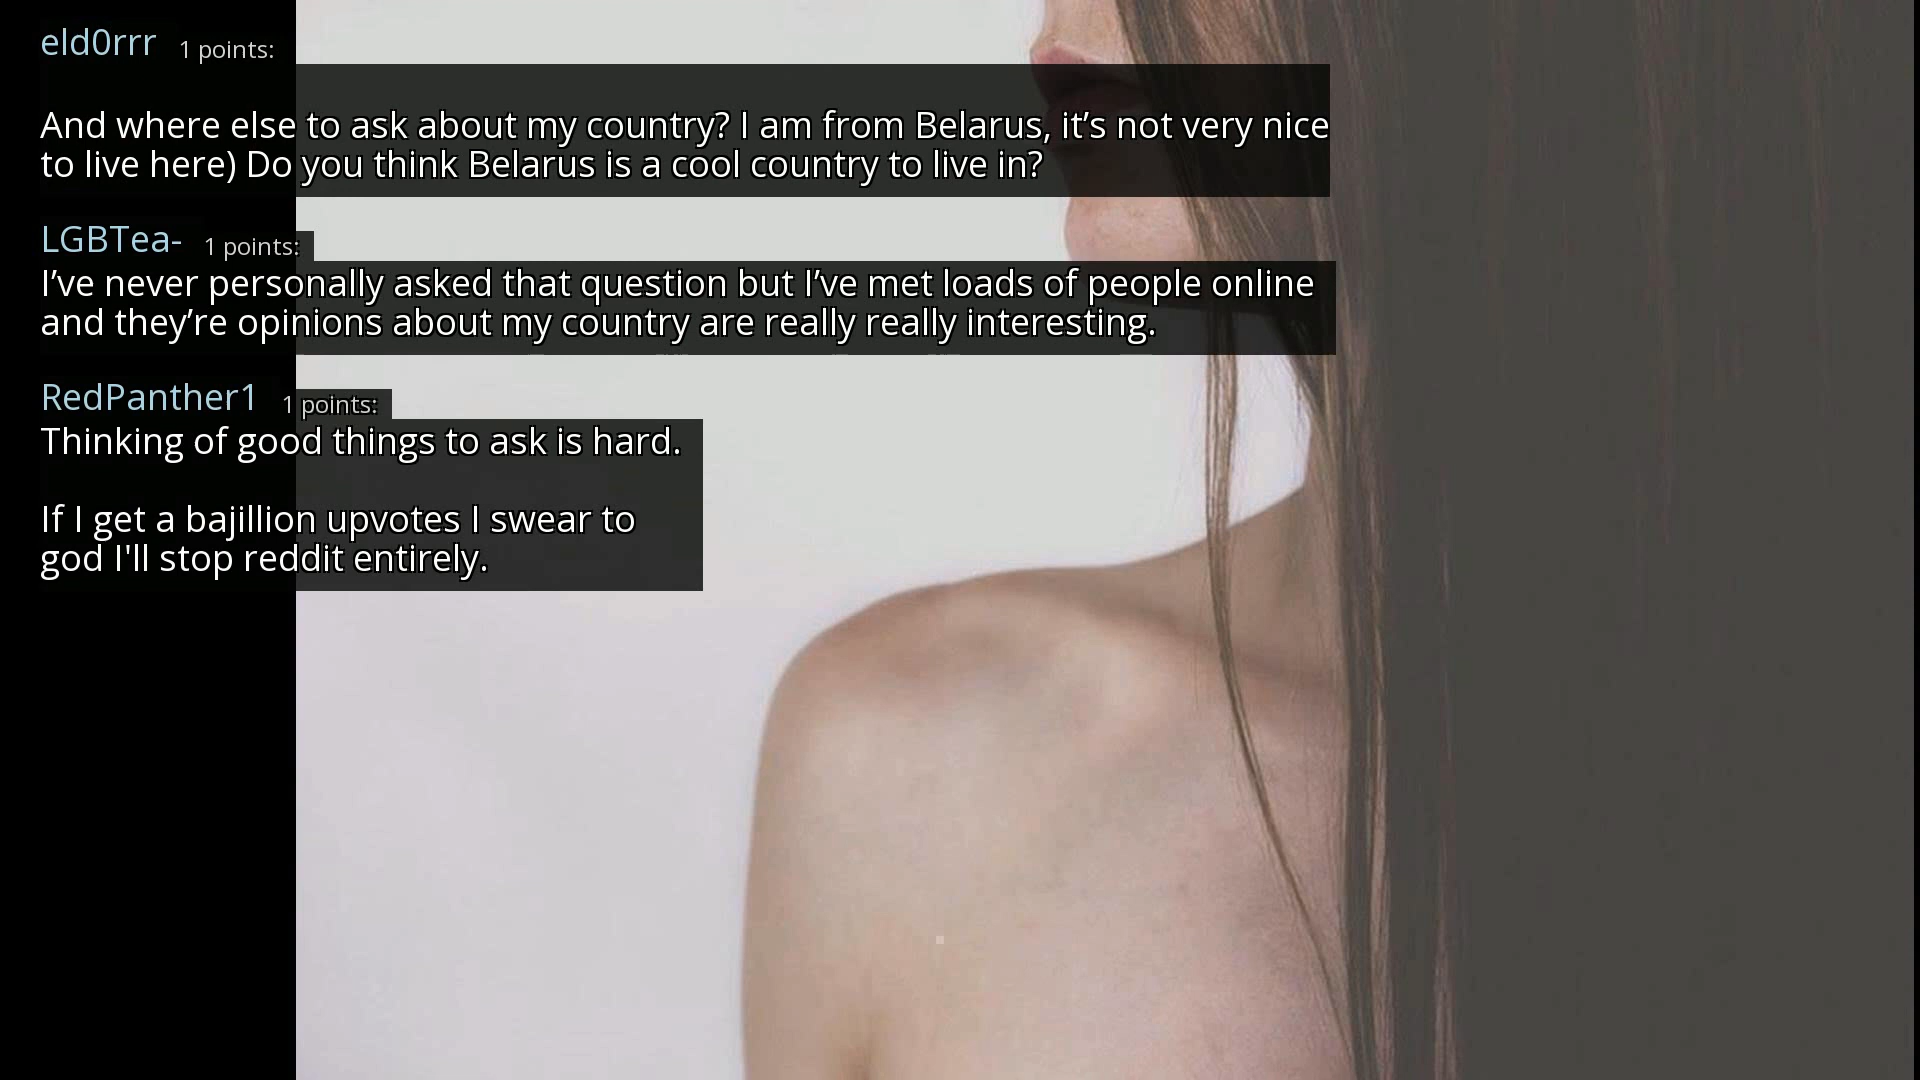 eld0rrr 1 points:
And where else to ask about my country? I am from Belarus, it’s not very nice
to live here) Do you think Belarus is a cool country to live in?
LGBTea- 1 points:
I’ve never personally asked that question but I’ve met loads of people online
and they’re opinions about my country are really really interesting.
RedPanther1 1 points:
Thinking of good things to ask is hard.
If I get a bajillion upvotes I swear to
god I'll stop reddit entirely.